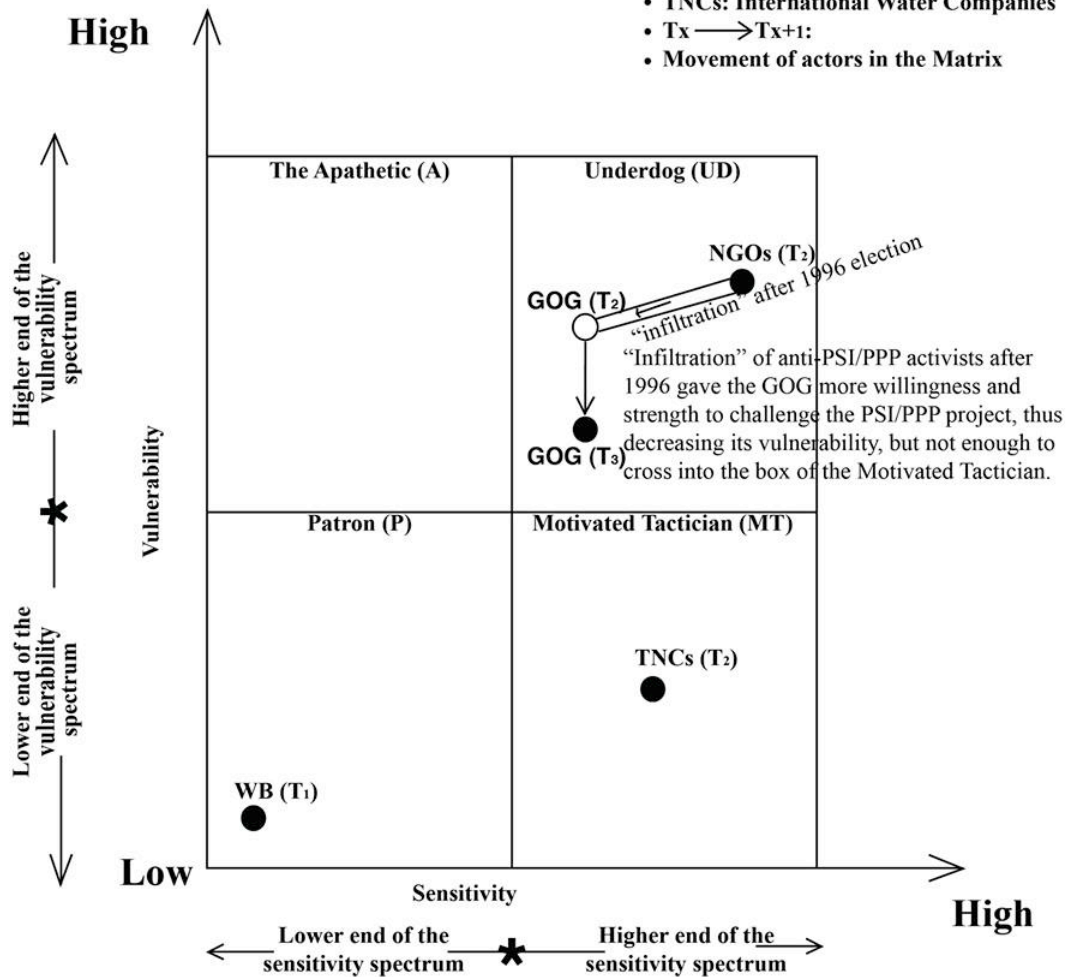 • TNCs: International Water Companies
• Tx ⟶ Tx+1:
• Movement of actors in the Matrix
High
The Apathetic (A)
Underdog (UD)
NGOs (T₂)
GOG (T₂)
“infiltration” after 1996 election
“Infiltration” of anti-PSI/PPP activists after
1996 gave the GOG more willingness and
strength to challenge the PSI/PPP project, thus
decreasing its vulnerability, but not enough to
cross into the box of the Motivated Tactician.
GOG (T₃)
Higher end of the
vulnerability
spectrum
*
Vulnerability
Patron (P)
Motivated Tactician (MT)
TNCs (T₂)
Lower end of the
vulnerability
spectrum
WB (T₁)
Low
Sensitivity
High
Lower end of the
sensitivity spectrum
*
Higher end of the
sensitivity spectrum